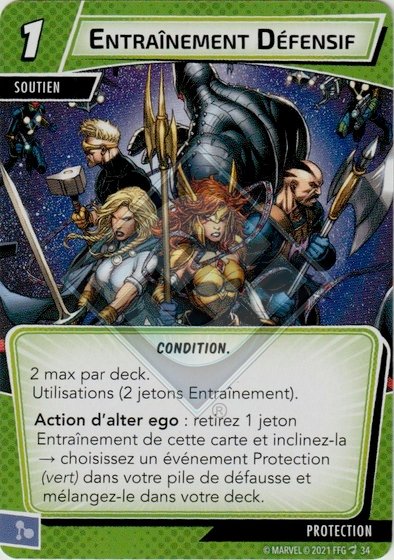 1
ENTRAÎNEMENT DÉFENSIF
SOUTIEN
CONDITION.
2 max par deck.
Utilisations (2 jetons Entraînement).
Action d'alter ego : retirez 1 jeton
Entraînement de cette carte et inclinez-la
→ choisissez un événement Protection
(vert) dans votre pile de défausse et
mélangez-le dans votre deck.
®
PROTECTION
© MARVEL © 2021 FFG 34